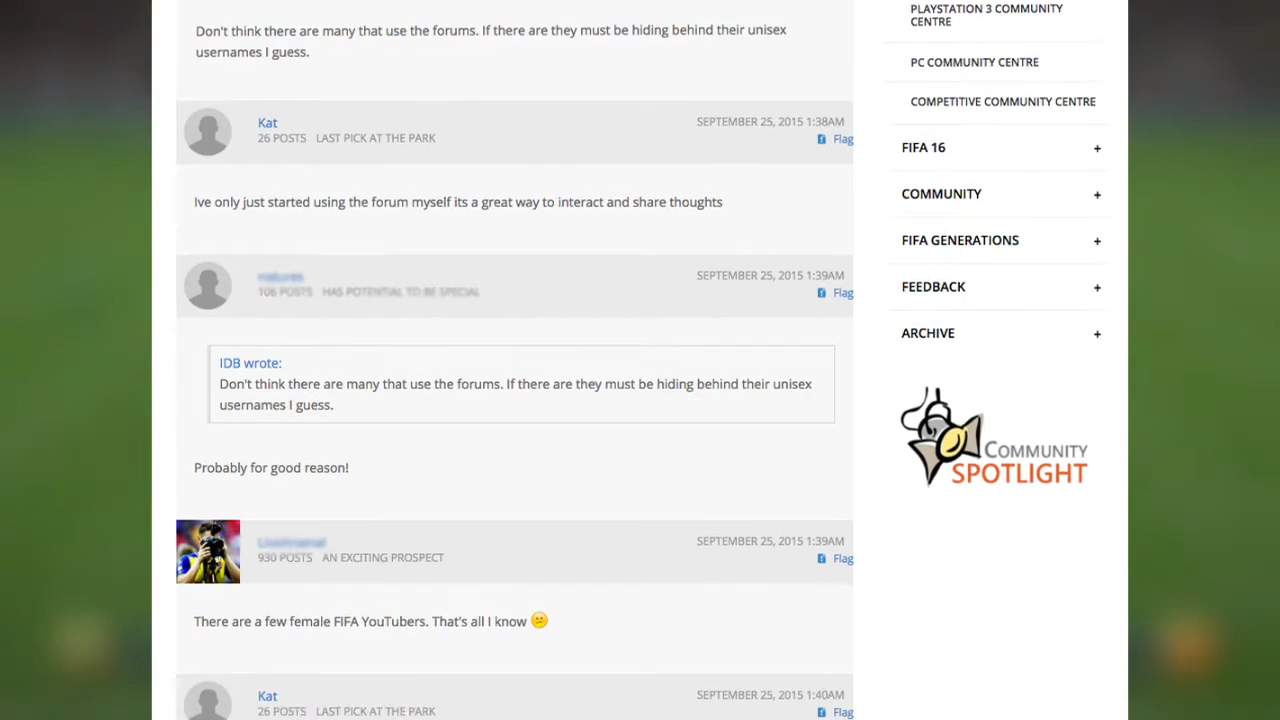 Don't think there are many that use the forums. If there are they must be hiding behind their unisex
usernames I guess.
Kat
26 POSTS LAST PICK AT THE PARK
SEPTEMBER 25, 2015 1:38AM
Flag
Ive only just started using the forum myself its a great way to interact and share thoughts
106 POSTS HAS POTENTIAL TO BE SPECIAL
SEPTEMBER 25, 2015 1:39AM
Flag
IDB wrote:
Don't think there are many that use the forums. If there are they must be hiding behind their unisex
usernames I guess.
Probably for good reason!
930 POSTS AN EXCITING PROSPECT
SEPTEMBER 25, 2015 1:39AM
Flag
There are a few female FIFA YouTubers. That's all I know 😕
Kat
26 POSTS LAST PICK AT THE PARK
SEPTEMBER 25, 2015 1:40AM
Flag
PLAYSTATION 3 COMMUNITY
CENTRE
PC COMMUNITY CENTRE
COMPETITIVE COMMUNITY CENTRE
FIFA 16 +
COMMUNITY +
FIFA GENERATIONS +
FEEDBACK +
ARCHIVE +
COMMUNITY
SPOTLIGHT